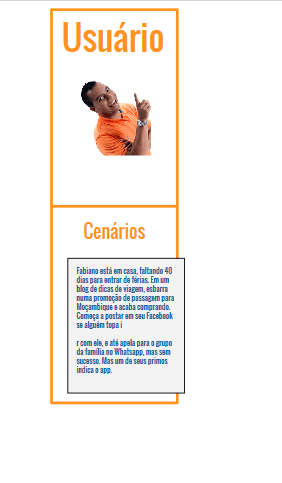 Usuário
Cenários
Fabiano está em casa, faltando 40
dias para entrar de férias. Em um
blog de dicas de viagem, esbarra
numa promoção de passagem para
Moçambique e acaba comprando.
Começa a postar em seu Facebook
se alguém topa i
r com ele, e até apela para o grupo
da família no Whatsapp, mas sem
sucesso. Mas um de seus primos
indica o app.